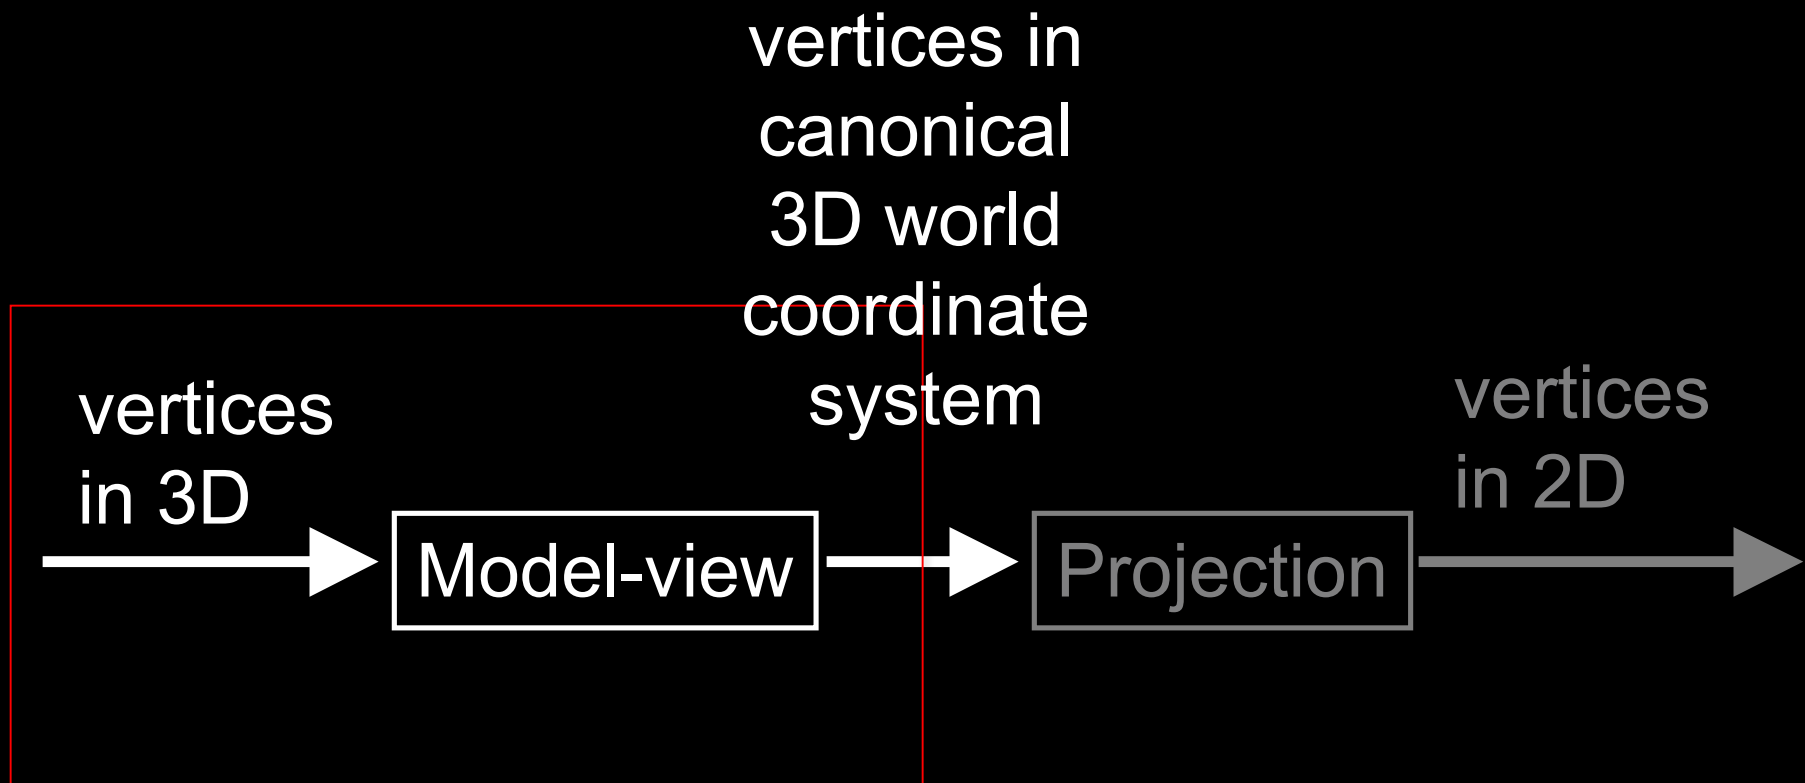 vertices in
canonical
3D world
coordinate
system
vertices
in 3D
Model-view
Projection
vertices
in 2D